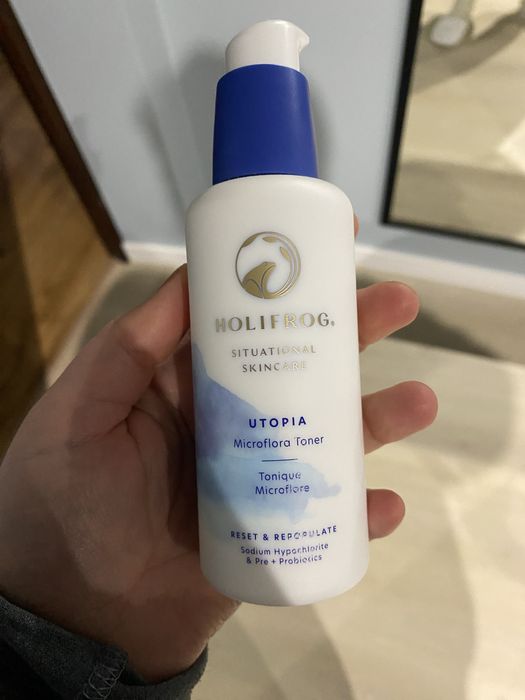 HOLIFROG®
SITUATIONAL
SKINCARE
UTOPIA
Microflora Toner
Tonique
Microflore
RESET & REPOPULATE
Sodium Hypochlorite
& Pre + Probiotics